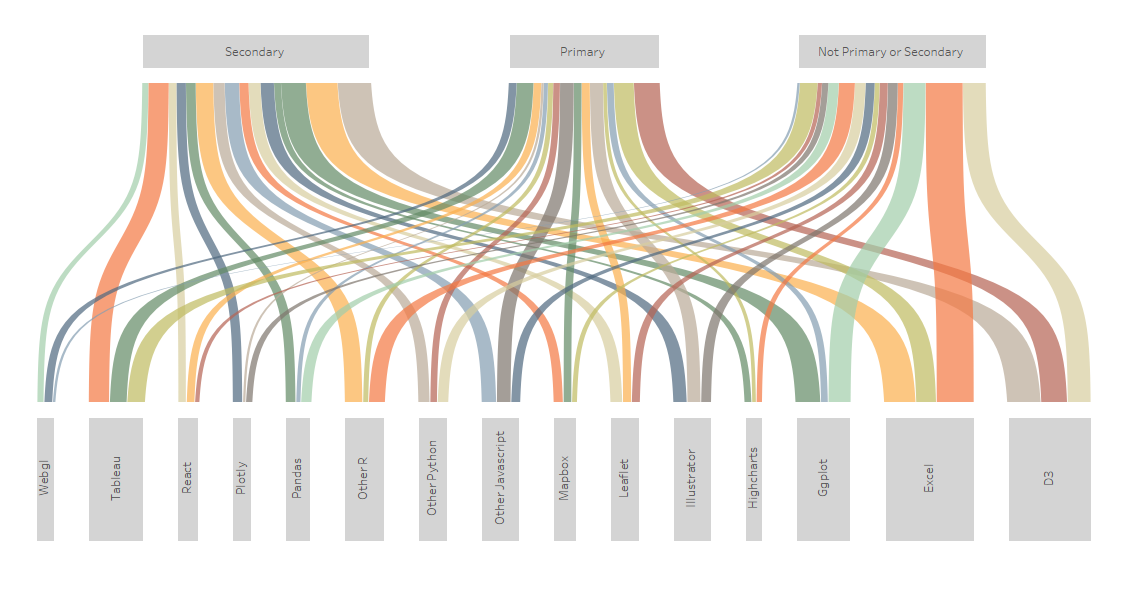 Secondary
Primary
Not Primary or Secondary
Webgl
Tableau
React
Plotly
Pandas
Other R
Other Python
Other Javascript
Mapbox
Leaflet
Illustrator
Highcharts
Ggplot
Excel
D3